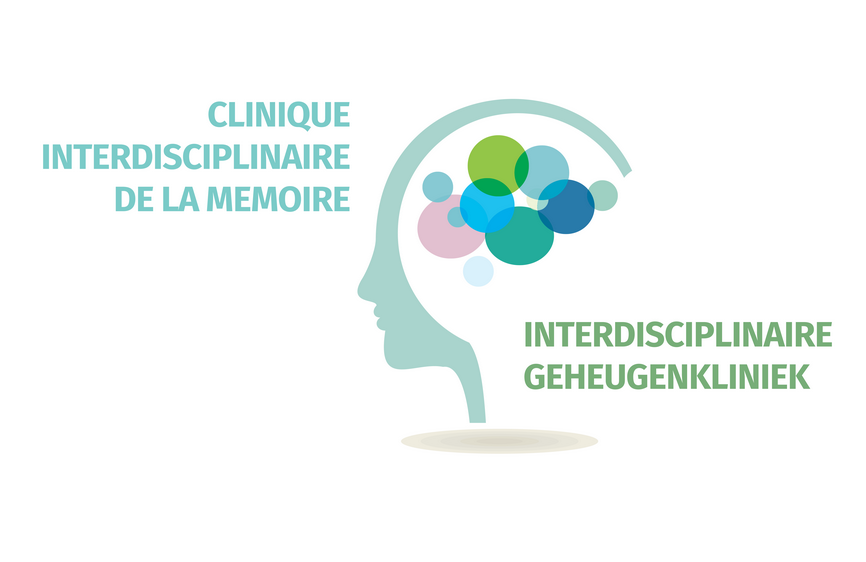 CLINIQUE
INTERDISCIPLINAIRE
DE LA MEMOIRE
INTERDISCIPLINAIRE
GEHEUGENKLINIEK